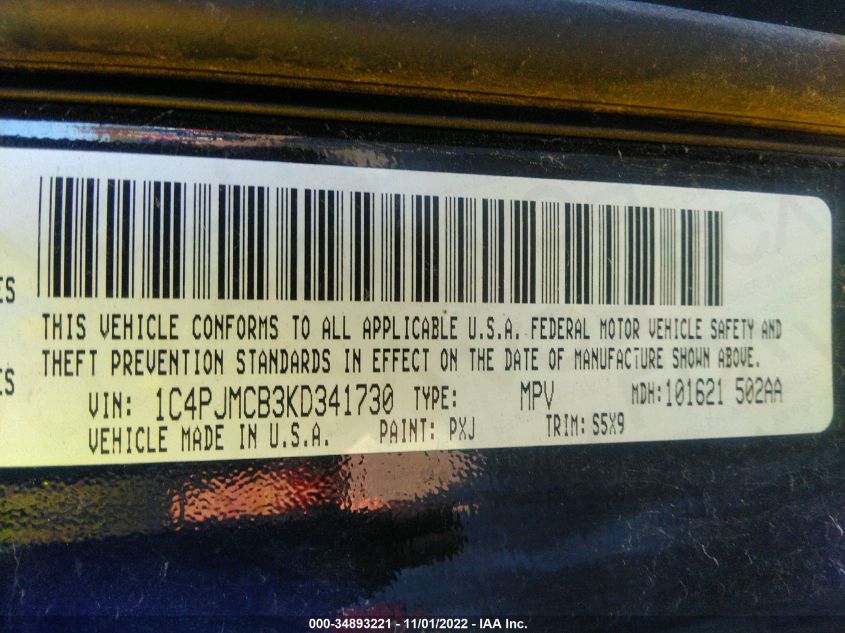 ES
THIS VEHICLE CONFORMS TO ALL APPLICABLE U.S.A. FEDERAL MOTOR VEHICLE SAFETY AND
THEFT PREVENTION STANDARDS IN EFFECT ON THE DATE OF MANUFACTURE SHOWN ABOVE.
ES
VIN: 1C4PJMCB3KD341730 TYPE: MPV MDH:101621 502AA
VEHICLE MADE IN U.S.A. PAINT: PXJ TRIM: S5X9
000-34893221 - 11/01/2022 - IAA Inc.